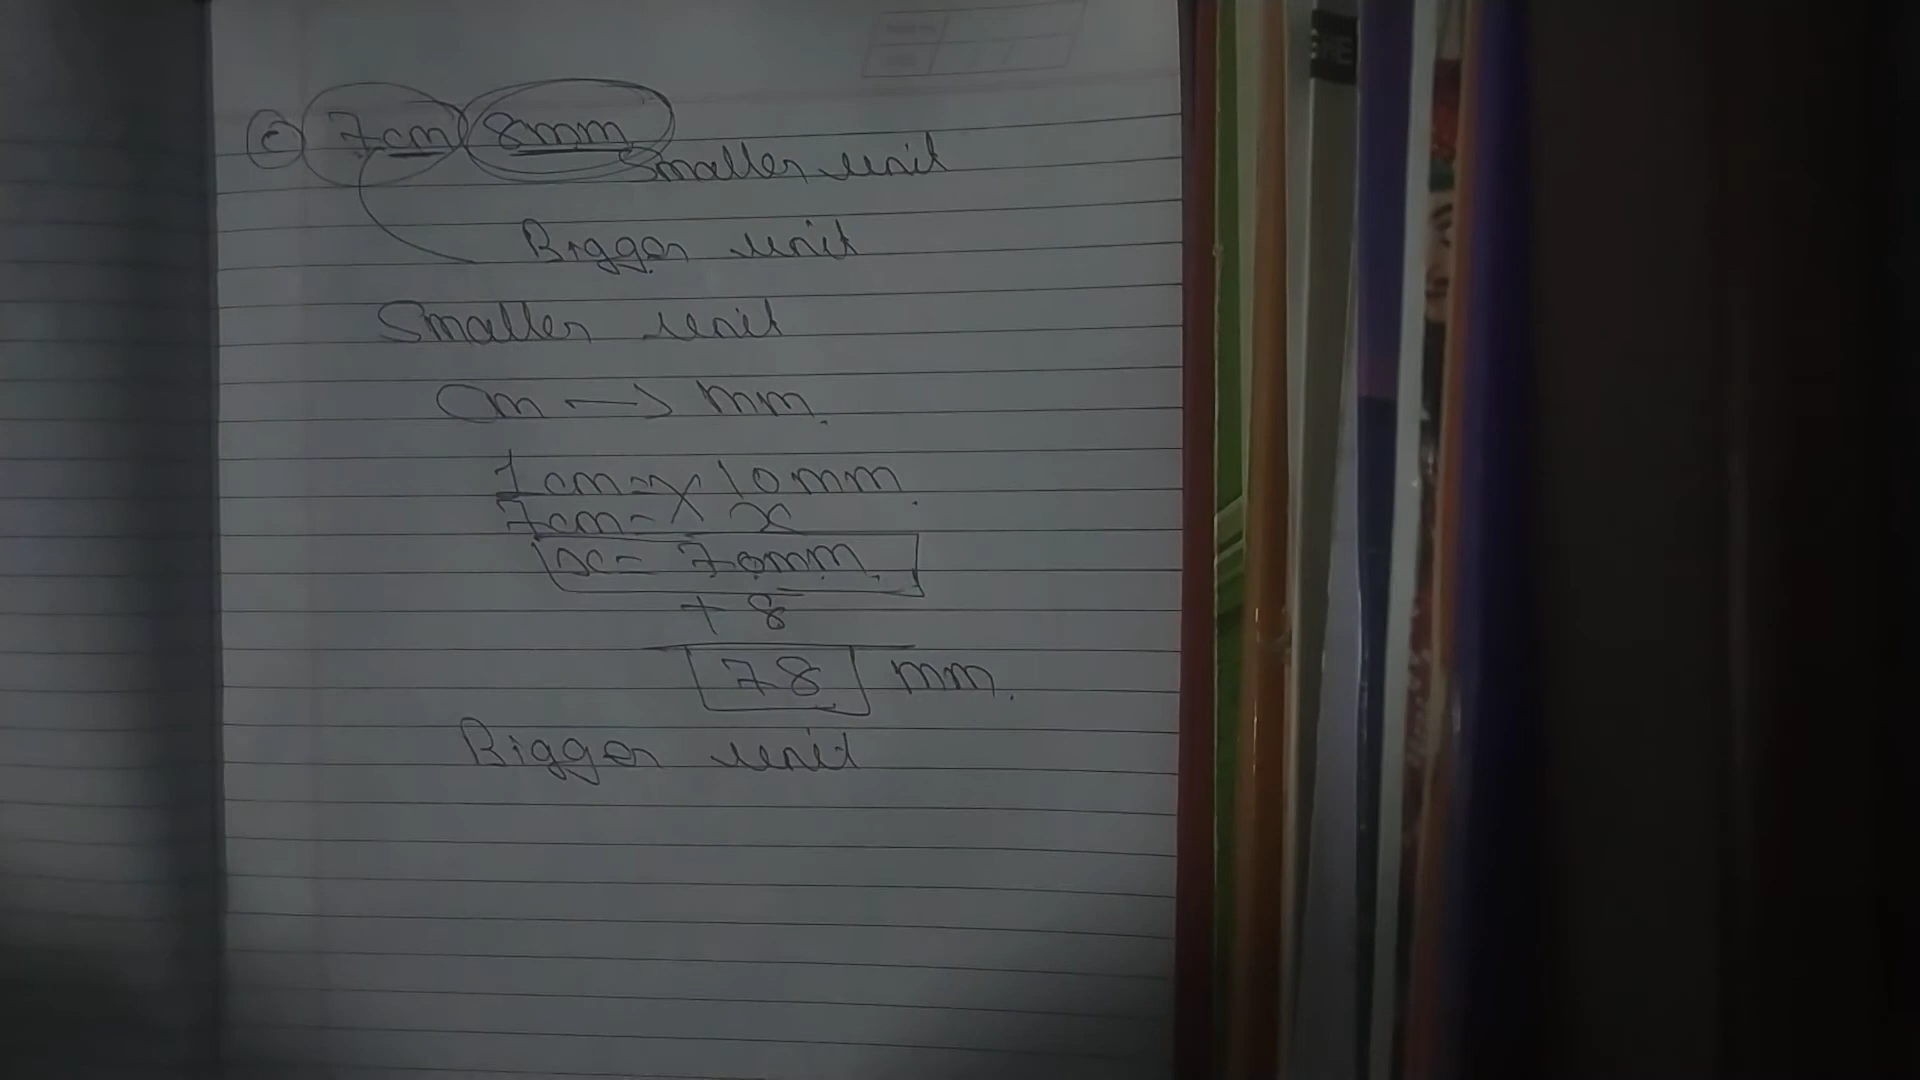 c 7cm 8mm
Smaller unit
Bigger unit
Smaller unit
Cm → mm.
1cm = 10mm.
7cm = x
x = 70mm.
+ 8
78 mm.
Bigger unit